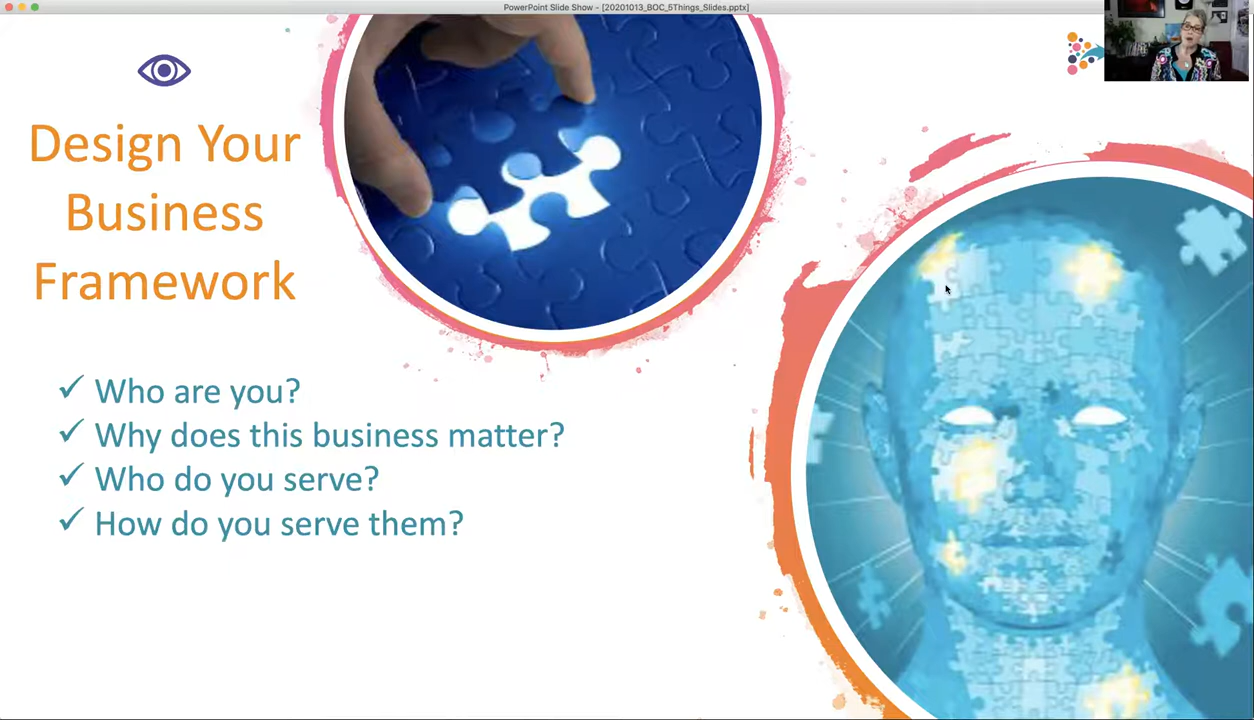 PowerPoint Slide Show - [20201013_BOC_5Things_Slides.pptx]
Design Your
Business
Framework
✓ Who are you?
✓ Why does this business matter?
✓ Who do you serve?
✓ How do you serve them?